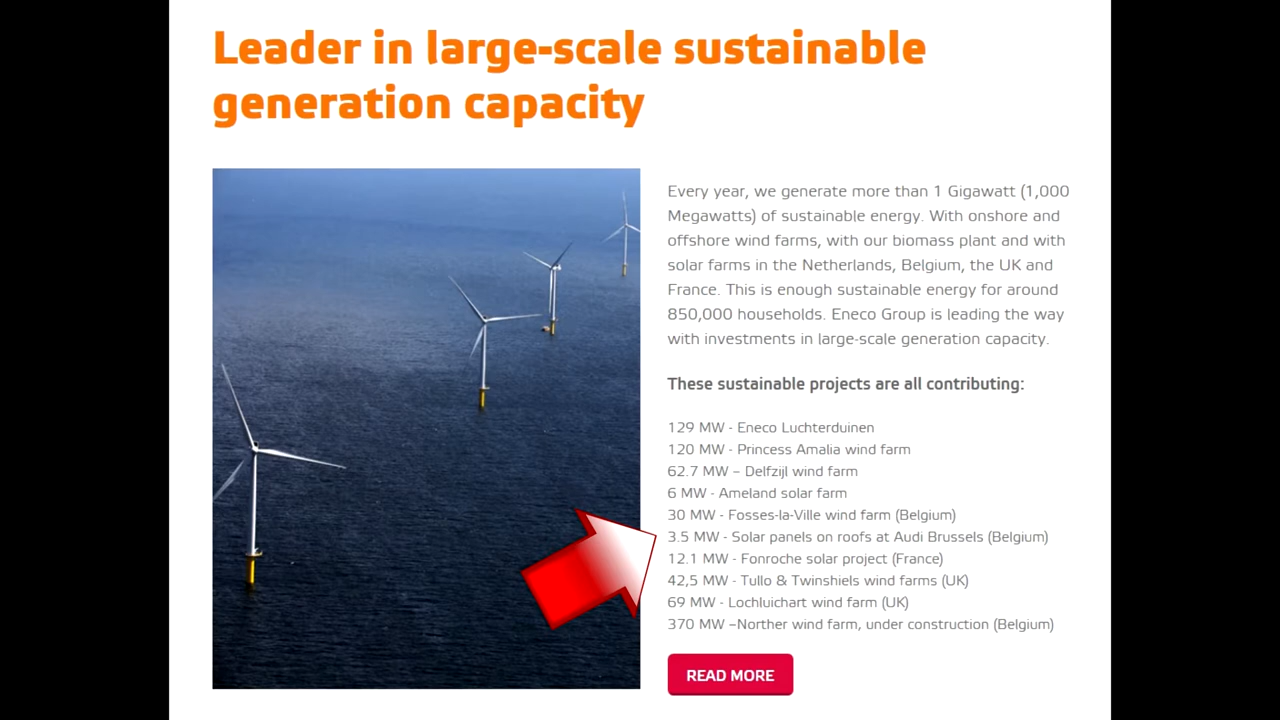 Leader in large-scale sustainable
generation capacity
Every year, we generate more than 1 Gigawatt (1,000
Megawatts) of sustainable energy. With onshore and
offshore wind farms, with our biomass plant and with
solar farms in the Netherlands, Belgium, the UK and
France. This is enough sustainable energy for around
850,000 households. Eneco Group is leading the way
with investments in large-scale generation capacity.
These sustainable projects are all contributing:
129 MW - Eneco Luchterduinen
120 MW - Princess Amalia wind farm
62.7 MW – Delfzijl wind farm
6 MW - Ameland solar farm
30 MW - Fosses-la-Ville wind farm (Belgium)
3.5 MW - Solar panels on roofs at Audi Brussels (Belgium)
12.1 MW - Fonroche solar project (France)
42,5 MW - Tullo & Twinshiels wind farms (UK)
69 MW - Lochluichart wind farm (UK)
370 MW –Norther wind farm, under construction (Belgium)
READ MORE